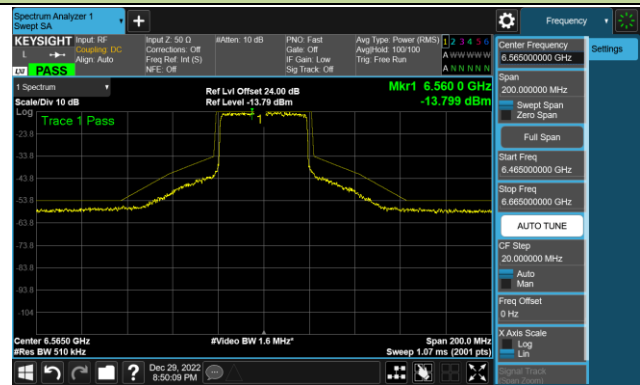 Spectrum Analyzer 1
Swept SA
Frequency
KEYSIGHT
Input: RF
Coupling: DC
Align: Auto
Input Z: 50 Ω
Corrections: Off
Freq Ref: Int (S)
NFE: Off
#Atten: 10 dB
PNO: Fast
Gate: Off
IF Gain: Low
Sig Track: Off
Avg Type: Power (RMS)
Avg|Hold: 100/100
Trig: Free Run
1 2 3 4 5 6
A W W W W W
A N N N N N
L
LXI
PASS
1 Spectrum
Scale/Div 10 dB
Ref Lvl Offset 24.00 dB
Ref Level -13.79 dBm
Mkr1 6.560 0 GHz
-13.799 dBm
Log
Trace 1 Pass
1
-23.8
-33.8
-43.8
-53.8
-63.8
-73.8
-83.8
-93.8
-104
Center 6.5650 GHz
#Res BW 510 kHz
#Video BW 1.6 MHz*
Span 200.0 MHz
Sweep 1.07 ms (2001 pts)
Dec 29, 2022
8:50:09 PM
?
Center Frequency
6.565000000 GHz
Settings
Span
200.000000 MHz
Swept Span
Zero Span
Full Span
Start Freq
6.465000000 GHz
Stop Freq
6.665000000 GHz
AUTO TUNE
CF Step
20.000000 MHz
Auto
Man
Freq Offset
0 Hz
X Axis Scale
Log
Lin
Signal Track
(Span Zoom)